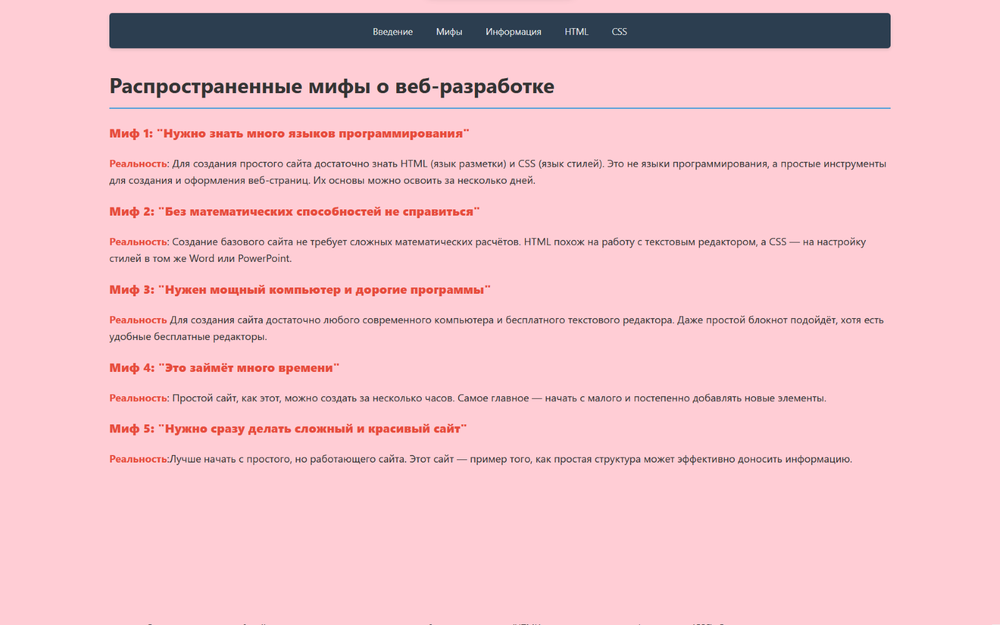 Введение Мифы Информация HTML CSS
Распространенные мифы о веб-разработке
Миф 1: ¨Нужно знать много языков программирования¨
Реальность: Для создания простого сайта достаточно знать HTML (язык разметки) и CSS (язык стилей). Это не языки программирования, а простые инструменты
для создания и оформления веб-страниц. Их основы можно освоить за несколько дней.
Миф 2: ¨Без математических способностей не справиться¨
Реальность: Создание базового сайта не требует сложных математических расчётов. HTML похож на работу с текстовым редактором, а CSS — на настройку
стилей в том же Word или PowerPoint.
Миф 3: ¨Нужен мощный компьютер и дорогие программы¨
Реальность Для создания сайта достаточно любого современного компьютера и бесплатного текстового редактора. Даже простой блокнот подойдёт, хотя есть
удобные бесплатные редакторы.
Миф 4: ¨Это займёт много времени¨
Реальность: Простой сайт, как этот, можно создать за несколько часов. Самое главное — начать с малого и постепенно добавлять новые элементы.
Миф 5: ¨Нужно сразу делать сложный и красивый сайт¨
Реальность:Лучше начать с простого, но работающего сайта. Этот сайт — пример того, как простая структура может эффективно доносить информацию.